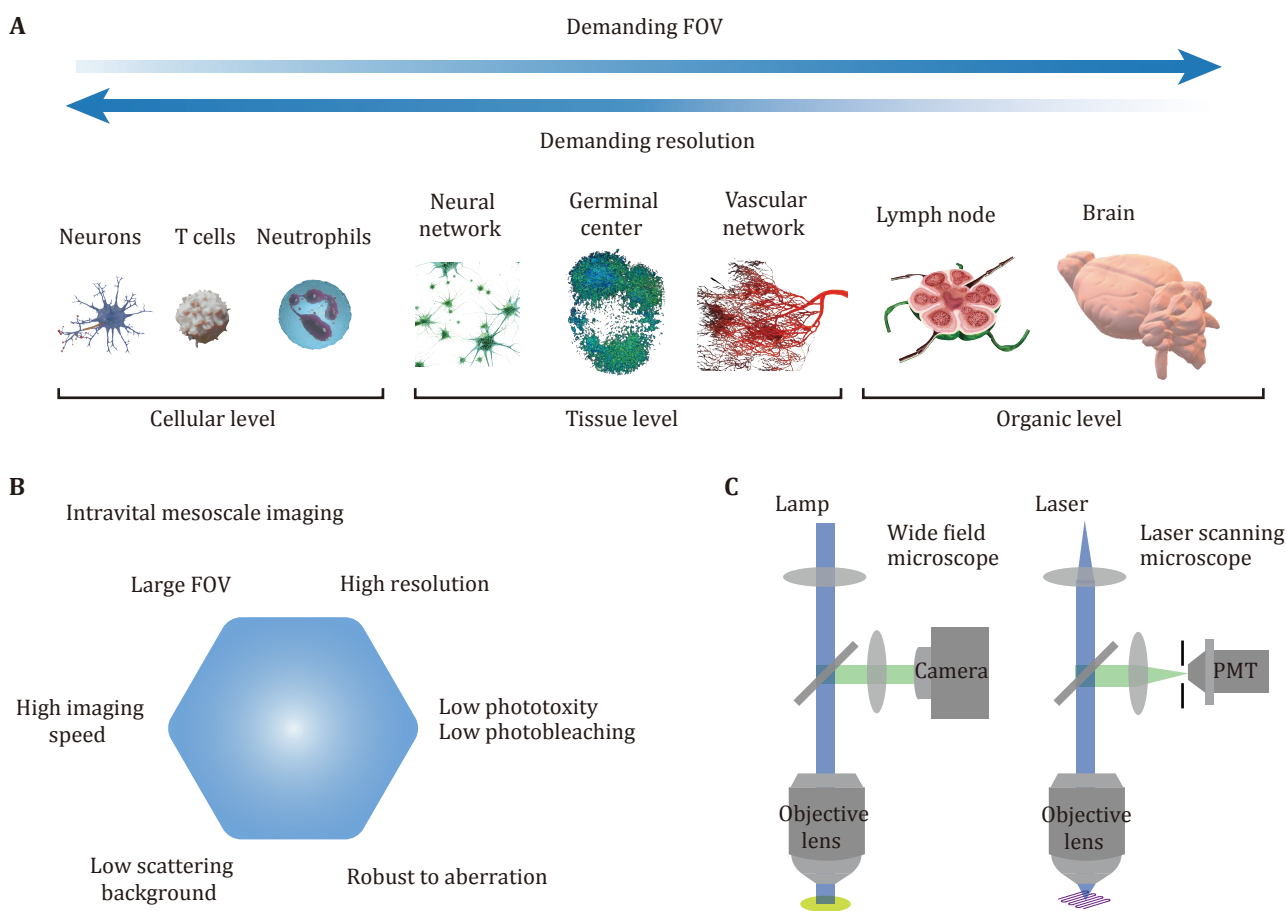 A
Demanding FOV
Demanding resolution
Neurons
T cells
Neutrophils
Neural
network
Germinal
center
Vascular
network
Lymph node
Brain
Cellular level
Tissue level
Organic level
B
Intravital mesoscale imaging
Large FOV
High resolution
High imaging
speed
Low phototoxity
Low photobleaching
Low scattering
background
Robust to aberration
C
Lamp
Wide field
microscope
Camera
Objective
lens
Laser
Laser scanning
microscope
PMT
Objective
lens